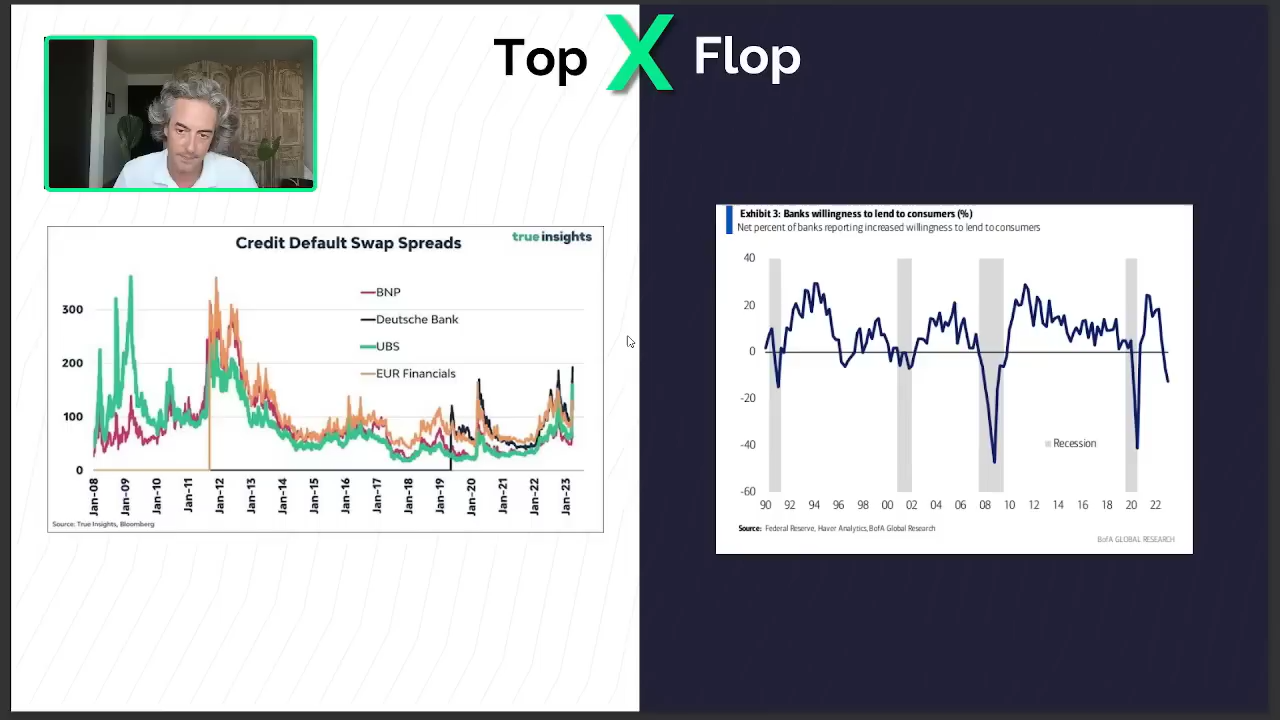 Top X Flop
Credit Default Swap Spreads
trueinsights
BNP
Deutsche Bank
UBS
EUR Financials
300
200
100
0
Jan-08
Jan-09
Jan-10
Jan-11
Jan-12
Jan-13
Jan-14
Jan-15
Jan-16
Jan-17
Jan-18
Jan-19
Jan-20
Jan-21
Jan-22
Jan-23
Source: True Insights, Bloomberg
Exhibit 3: Banks willingness to lend to consumers (%)
Net percent of banks reporting increased willingness to lend to consumers
40
20
0
-20
-40
-60
Recession
90 92 94 96 98 00 02 04 06 08 10 12 14 16 18 20 22
Source: Federal Reserve, Haver Analytics, BofA Global Research
BofA GLOBAL RESEARCH